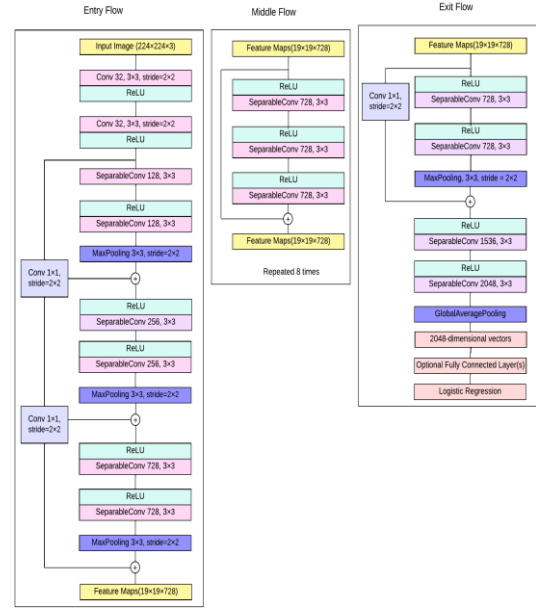 Entry Flow
Input Image (224×224×3)
Conv 32, 3×3, stride=2×2
ReLU
Conv 32, 3×3, stride=2×2
ReLU
SeparableConv 128, 3×3
ReLU
SeparableConv 128, 3×3
MaxPooling 3×3, stride=2×2
Conv 1×1,
stride=2×2
+
ReLU
SeparableConv 256, 3×3
ReLU
SeparableConv 256, 3×3
MaxPooling 3×3, stride=2×2
Conv 1×1,
stride=2×2
+
ReLU
SeparableConv 728, 3×3
ReLU
SeparableConv 728, 3×3
MaxPooling 3×3, stride=2×2
+
Feature Maps(19×19×728)
Middle Flow
Feature Maps(19×19×728)
ReLU
SeparableConv 728, 3×3
ReLU
SeparableConv 728, 3×3
ReLU
SeparableConv 728, 3×3
+
Feature Maps(19×19×728)
Repeated 8 times
Exit Flow
Feature Maps(19×19×728)
Conv 1×1,
stride=2×2
ReLU
SeparableConv 728, 3×3
ReLU
SeparableConv 728, 3×3
MaxPooling, 3×3, stride = 2×2
+
ReLU
SeparableConv 1536, 3×3
ReLU
SeparableConv 2048, 3×3
GlobalAveragePooling
2048-dimensional vectors
Optional Fully Connected Layer(s)
Logistic Regression